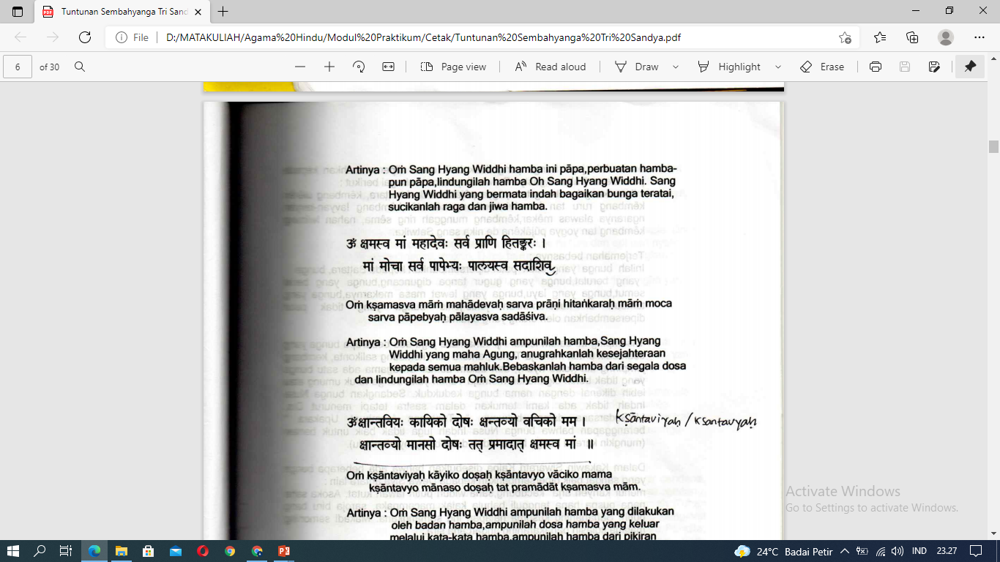 Tuntunan Sembahyanga Tri Sand
File D:/MATAKULIAH/Agama%20Hindu/Modul%20Praktikum/Cetak/Tuntunan%20Sembahyanga%20Tri%20Sandya.pdf
6 of 30 Page view Read aloud Draw Highlight Erase
Artinya : Oṁ Sang Hyang Widdhi hamba ini pāpa,perbuatan hamba-
pun pāpa,lindungilah hamba Oh Sang Hyang Widdhi. Sang
Hyang Widdhi yang bermata indah bagaikan bunga teratai,
sucikanlah raga dan jiwa hamba.
ॐ क्षमस्व मां महादेवः सर्व प्राणि हितङ्करः ।
मां मोचा सर्व पापेभ्यः पालयस्व सदाशिव
Oṁ kṣamasva māṁ mahādevaḥ sarva prāṇi hitaṅkaraḥ māṁ moca
sarva pāpebyaḥ pālayasva sadāśiva.
Artinya : Oṁ Sang Hyang Widdhi ampunilah hamba,Sang Hyang
Widdhi yang maha Agung, anugrahkanlah kesejahteraan
kepada semua mahluk.Bebaskanlah hamba dari segala dosa
dan lindungilah hamba Oṁ Sang Hyang Widdhi.
ॐ क्षान्तवियः कायिको दोषः क्षन्तव्यो वचिको मम । kṣāntaviyaḥ / ksantavyaḥ
क्षान्तव्यो मानसो दोषः तत् प्रमादात् क्षमस्व मां ॥
Oṁ kṣāntaviyaḥ kāyiko doṣaḥ kṣāntavyo vāciko mama
kṣāntavyo mānaso doṣaḥ tat pramādāt kṣamasva mām.
Artinya : Oṁ Sang Hyang Widdhi ampunilah hamba yang dilakukan
oleh badan hamba,ampunilah dosa hamba yang keluar
melalui kata-kata hamba,ampunilah hamba dari pikiran
Activate Windows
Go to Settings to activate Windows.
24°C Badai Petir IND 23.27